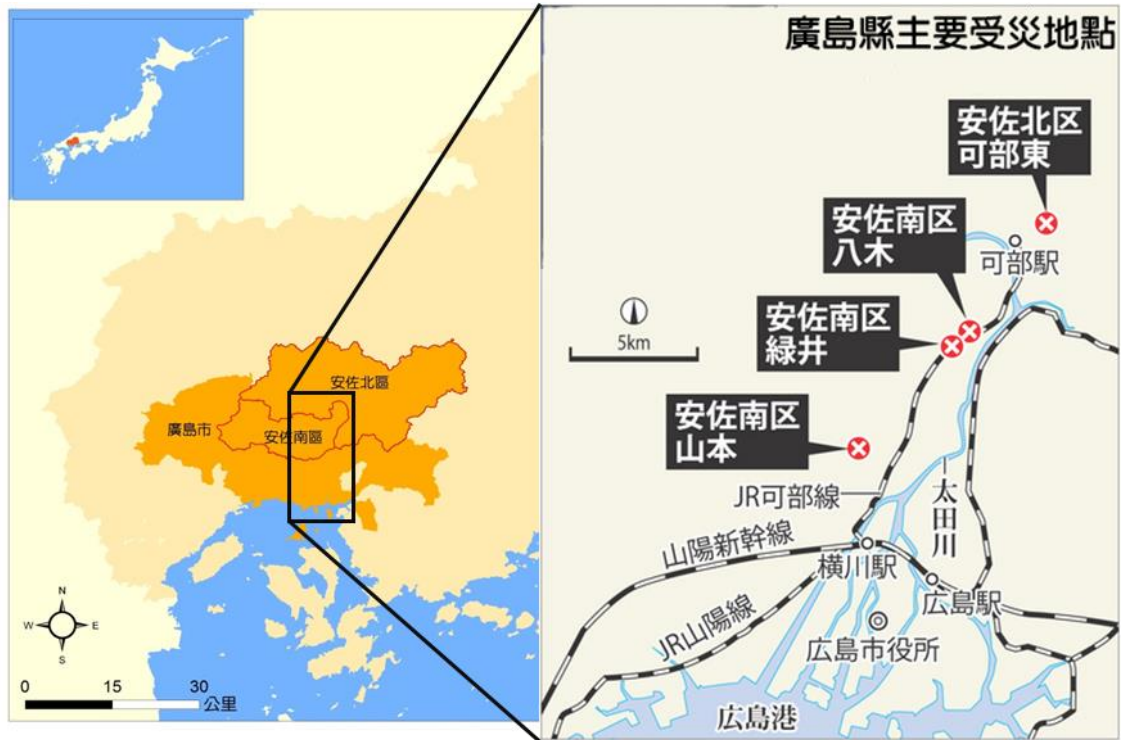 安佐北區
廣島市
安佐南區
N
W
E
S
0
15
30
公里
廣島縣主要受災地點
安佐北区
可部東
安佐南区
八木
可部駅
安佐南区
緑井
5km
安佐南区
山本
JR可部線
太田川
山陽新幹線
横川駅
広島駅
JR山陽線
広島市役所
広島港